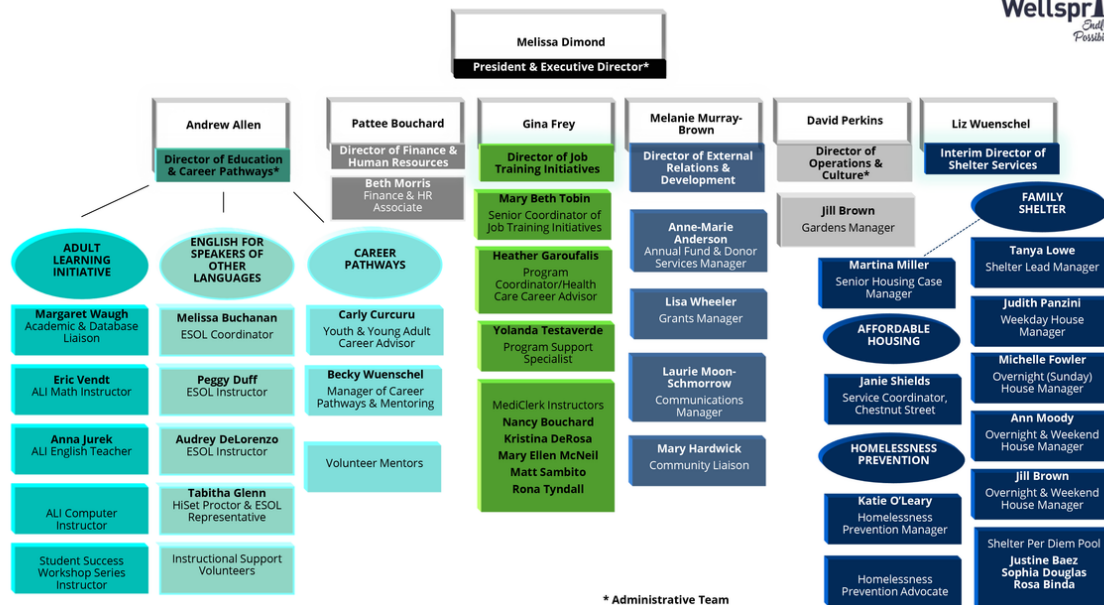 Wellspr
Endl
Possibi
Melissa Dimond
President & Executive Director*
Andrew Allen
Director of Education
& Career Pathways*
Pattee Bouchard
Director of Finance &
Human Resources
Beth Morris
Finance & HR
Associate
Gina Frey
Director of Job
Training Initiatives
Mary Beth Tobin
Senior Coordinator of
Job Training Initiatives
Heather Garoufalis
Program
Coordinator/Health
Care Career Advisor
Yolanda Testaverde
Program Support
Specialist
MediClerk Instructors
Nancy Bouchard
Kristina DeRosa
Mary Ellen McNeil
Matt Sambito
Rona Tyndall
Melanie Murray-
Brown
Director of External
Relations &
Development
Anne-Marie
Anderson
Annual Fund & Donor
Services Manager
Lisa Wheeler
Grants Manager
Laurie Moon-
Schmorrow
Communications
Manager
Mary Hardwick
Community Liaison
David Perkins
Director of
Operations &
Culture*
Jill Brown
Gardens Manager
Liz Wuenschel
Interim Director of
Shelter Services
ADULT
LEARNING
INITIATIVE
Margaret Waugh
Academic & Database
Liaison
Eric Vendt
ALI Math Instructor
Anna Jurek
ALI English Teacher
ALI Computer
Instructor
Student Success
Workshop Series
Instructor
ENGLISH FOR
SPEAKERS OF
OTHER
LANGUAGES
Melissa Buchanan
ESOL Coordinator
Peggy Duff
ESOL Instructor
Audrey DeLorenzo
ESOL Instructor
Tabitha Glenn
HiSet Proctor & ESOL
Representative
Instructional Support
Volunteers
CAREER
PATHWAYS
Carly Curcuru
Youth & Young Adult
Career Advisor
Becky Wuenschel
Manager of Career
Pathways & Mentoring
Volunteer Mentors
Martina Miller
Senior Housing Case
Manager
AFFORDABLE
HOUSING
Janie Shields
Service Coordinator,
Chestnut Street
HOMELESSNESS
PREVENTION
Katie O'Leary
Homelessness
Prevention Manager
Homelessness
Prevention Advocate
FAMILY
SHELTER
Tanya Lowe
Shelter Lead Manager
Judith Panzini
Weekday House
Manager
Michelle Fowler
Overnight (Sunday)
House Manager
Ann Moody
Overnight & Weekend
House Manager
Jill Brown
Overnight & Weekend
House Manager
Shelter Per Diem Pool
Justine Baez
Sophia Douglas
Rosa Binda
* Administrative Team